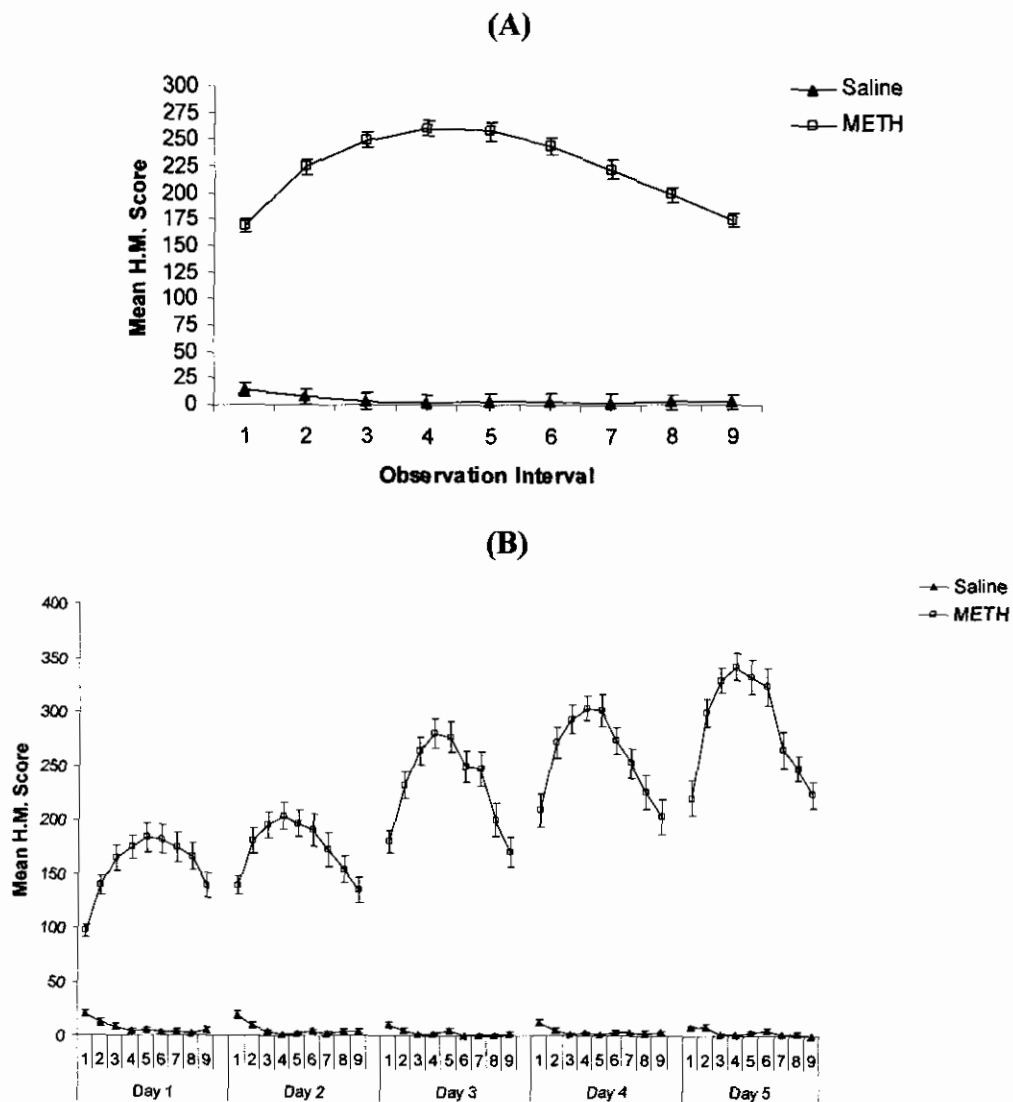 (A)
300
275
250
225
200
175
150
125
100
75
50
25
0
Mean H.M. Score
1 2 3 4 5 6 7 8 9
Observation Interval
Saline
METH
(B)
Saline
METH
400
350
300
250
200
150
100
50
0
Mean H.M. Score
1 2 3 4 5 6 7 8 9 1 2 3 4 5 6 7 8 9 1 2 3 4 5 6 7 8 9 1 2 3 4 5 6 7 8 9 1 2 3 4 5 6 7 8 9
Day 1 Day 2 Day 3 Day 4 Day 5